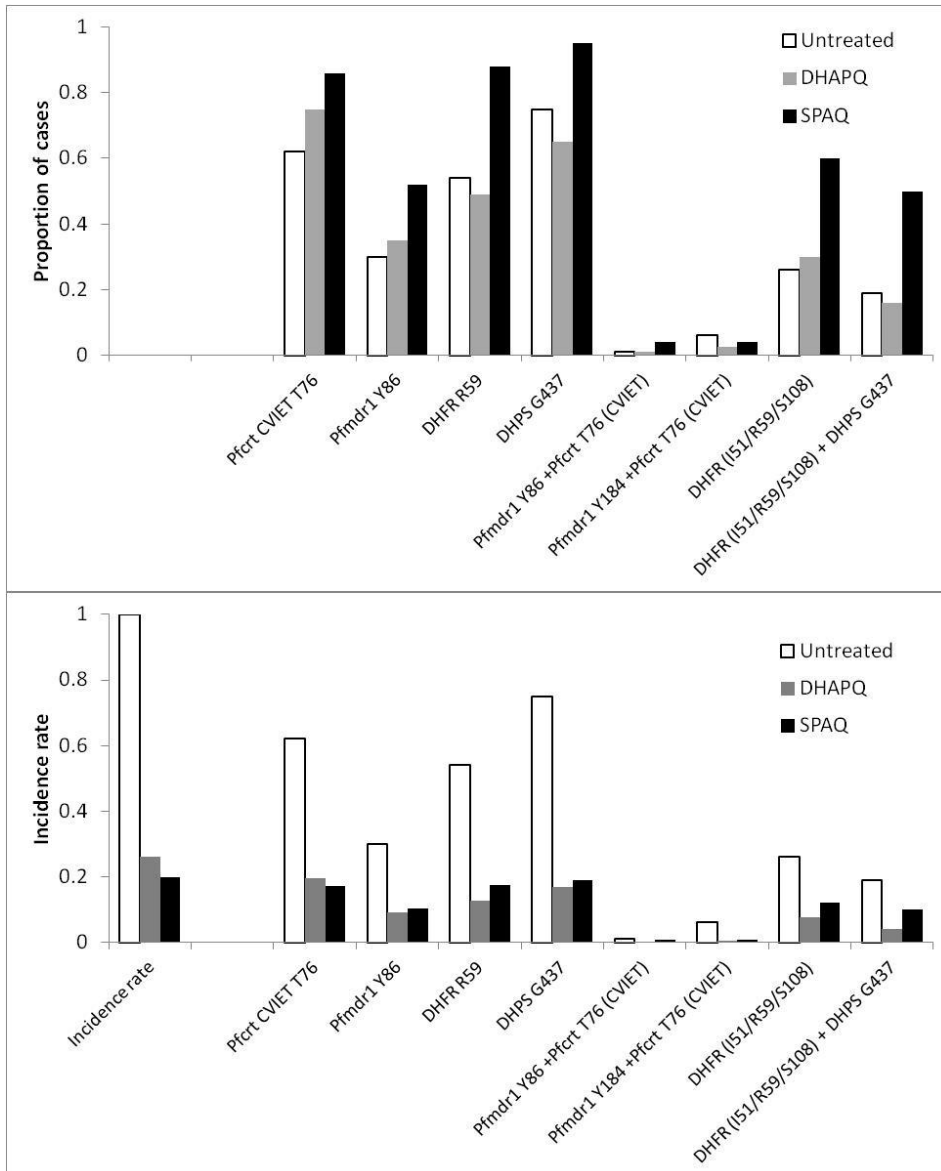 1
0.8
0.6
0.4
0.2
0
Proportion of cases
Untreated
DHAPQ
SPAQ
Pfcrt CVIET T76
Pfmdr1 Y86
DHFR R59
DHPS G437
Pfmdr1 Y86 +Pfcrt T76 (CVIET)
Pfmdr1 Y184 +Pfcrt T76 (CVIET)
DHFR (I51/R59/S108)
DHFR (I51/R59/S108) + DHPS G437
1
0.8
0.6
0.4
0.2
0
Incidence rate
Untreated
DHAPQ
SPAQ
Incidence rate
Pfcrt CVIET T76
Pfmdr1 Y86
DHFR R59
DHPS G437
Pfmdr1 Y86 +Pfcrt T76 (CVIET)
Pfmdr1 Y184 +Pfcrt T76 (CVIET)
DHFR (I51/R59/S108)
DHFR (I51/R59/S108) + DHPS G437